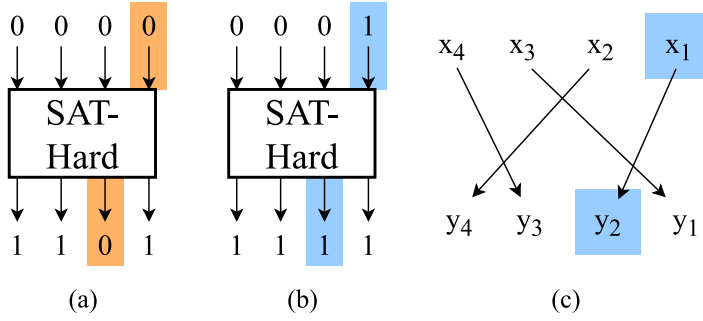 0 0 0 0
SAT-
Hard
1 1 0 1
(a)
0 0 0 1
SAT-
Hard
1 1 1 1
(b)
x4 x3 x2 x1
y4 y3 y2 y1
(c)